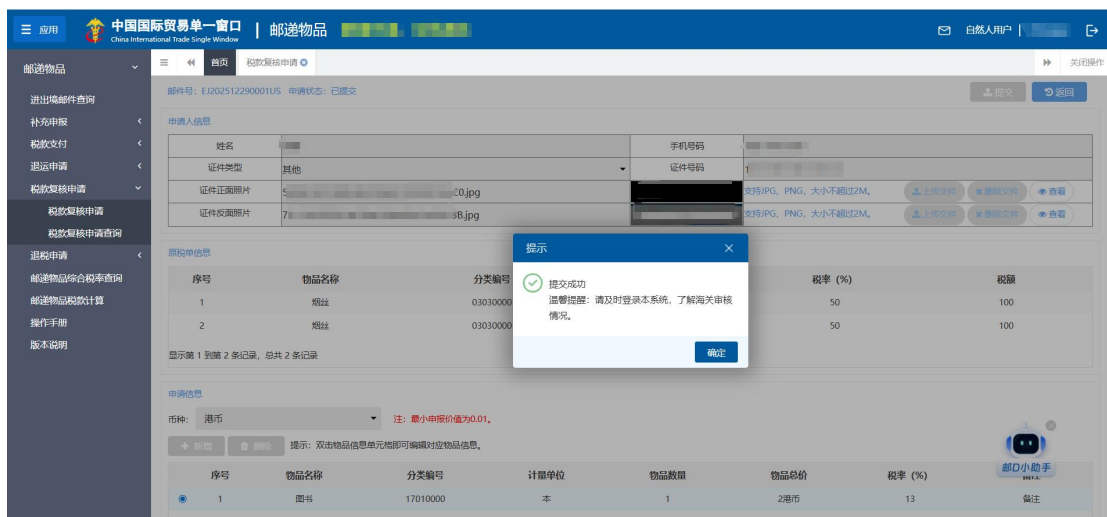 应用
中国国际贸易单一窗口
China International Trade Single Window
邮递物品
自然人用户
邮递物品
首页
税款复核申请
关闭操作
进出境邮件查询
补充申报
税款支付
退运申请
税款复核申请
税款复核申请
税款复核申请查询
退税申请
邮递物品综合税率查询
邮递物品税款计算
操作手册
版本说明
邮件号: EJ202512290001US 申请状态: 已提交
提交
返回
申请人信息
姓名
手机号码
证件类型
其他
证件号码
证件正面照片
C0.jpg
支持JPG、PNG, 大小不超过2M。
上传文件
删除文件
查看
证件反面照片
3B.jpg
支持JPG、PNG, 大小不超过2M。
上传文件
删除文件
查看
原税单信息
序号 物品名称 分类编号 税率 (%) 税额
1 烟丝 03030000 50 100
2 烟丝 03030000 50 100
显示第 1 到第 2 条记录, 总共 2 条记录
提示
提交成功
温馨提醒: 请及时登录本系统, 了解海关审核
情况。
确定
申请信息
币种: 港币
注: 最小申报价值为0.01。
新增
删除
提示: 双击物品信息单元格即可编辑对应物品信息。
序号 物品名称 分类编号 计量单位 物品数量 物品总价 税率 (%)
1 图书 17010000 本 1 2港币 13 备注
邮D小助手